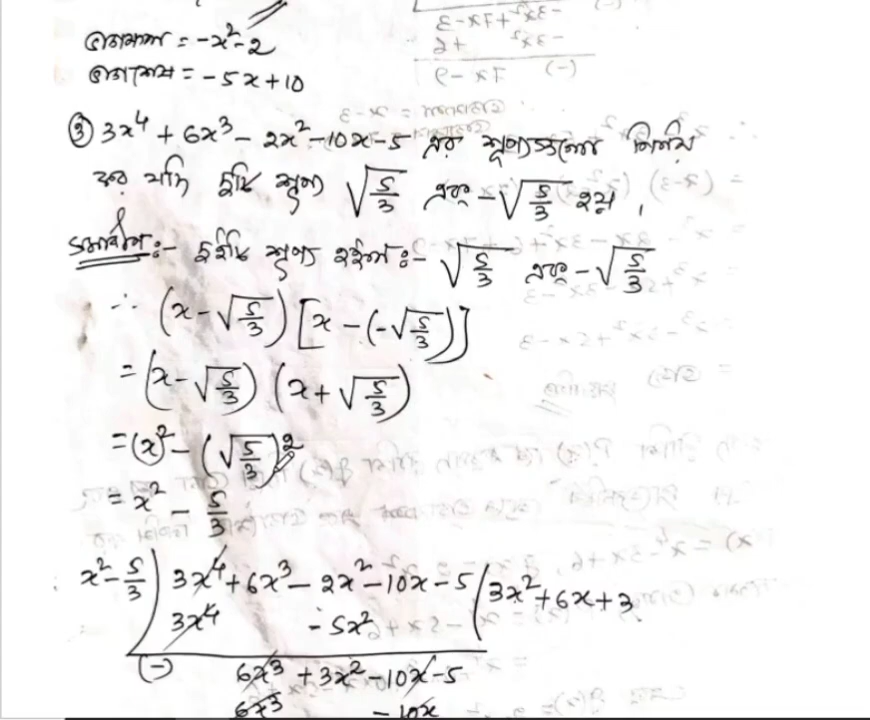 ভাগফল = -x² - 2
ভাগশেষ = -5x + 10
③ 3x⁴ + 6x³ - 2x² - 10x - 5 এর শূণ্যগুলো নির্ণয়
কর যদি দুটি শূণ্য √(5/3) এবং -√(5/3) হয় ।
সমাধান :- দুইটি শূণ্য হইল :- √(5/3) এবং -√(5/3)
∴ (x - √(5/3)) [x - (-√(5/3))]
= (x - √(5/3)) (x + √(5/3))
= (x)² - (√(5/3))²
= x² - 5/3
x² - 5/3 ) 3x⁴ + 6x³ - 2x² - 10x - 5 ( 3x² + 6x + 3
3x⁴ - 5x²
(-) 6x³ + 3x² - 10x - 5
6x³ - 10x